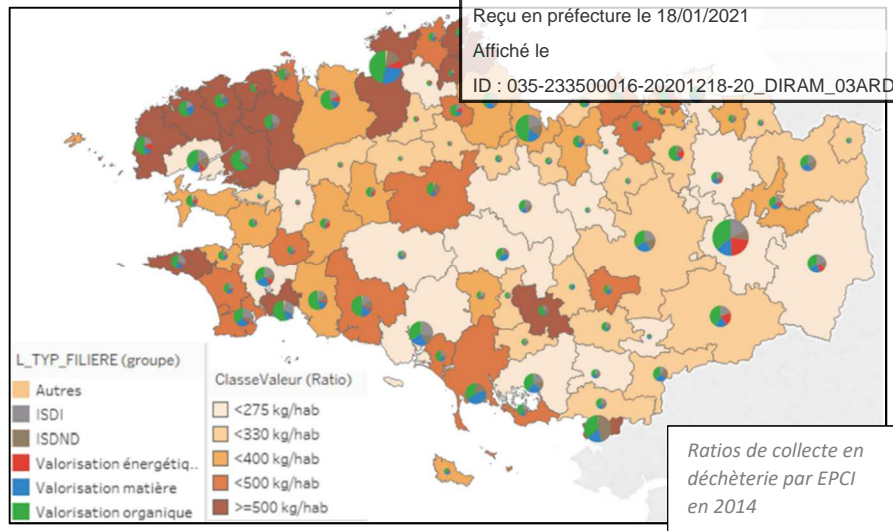 Reçu en préfecture le 18/01/2021
Affiché le
ID : 035-233500016-20201218-20_DIRAM_03ARD
L_TYP_FILIERE (groupe)
Autres
ISDI
ISDND
Valorisation énergétiq..
Valorisation matière
Valorisation organique
ClasseValeur (Ratio)
<275 kg/hab
<330 kg/hab
<400 kg/hab
<500 kg/hab
>=500 kg/hab
Ratios de collecte en
déchèterie par EPCI
en 2014